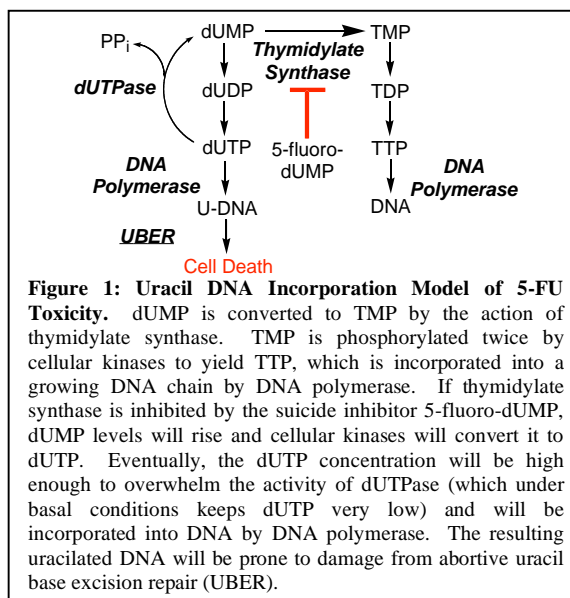 dUMP TMP
PPi
Thymidylate
Synthase
dUTPase
dUDP TDP
dUTP 5-fluoro- TTP
dUMP
DNA DNA
Polymerase Polymerase
U-DNA DNA
UBER
Cell Death
Figure 1: Uracil DNA Incorporation Model of 5-FU
Toxicity. dUMP is converted to TMP by the action of
thymidylate synthase. TMP is phosphorylated twice by
cellular kinases to yield TTP, which is incorporated into a
growing DNA chain by DNA polymerase. If thymidylate
synthase is inhibited by the suicide inhibitor 5-fluoro-dUMP,
dUMP levels will rise and cellular kinases will convert it to
dUTP. Eventually, the dUTP concentration will be high
enough to overwhelm the activity of dUTPase (which under
basal conditions keeps dUTP very low) and will be
incorporated into DNA by DNA polymerase. The resulting
uracilated DNA will be prone to damage from abortive uracil
base excision repair (UBER).